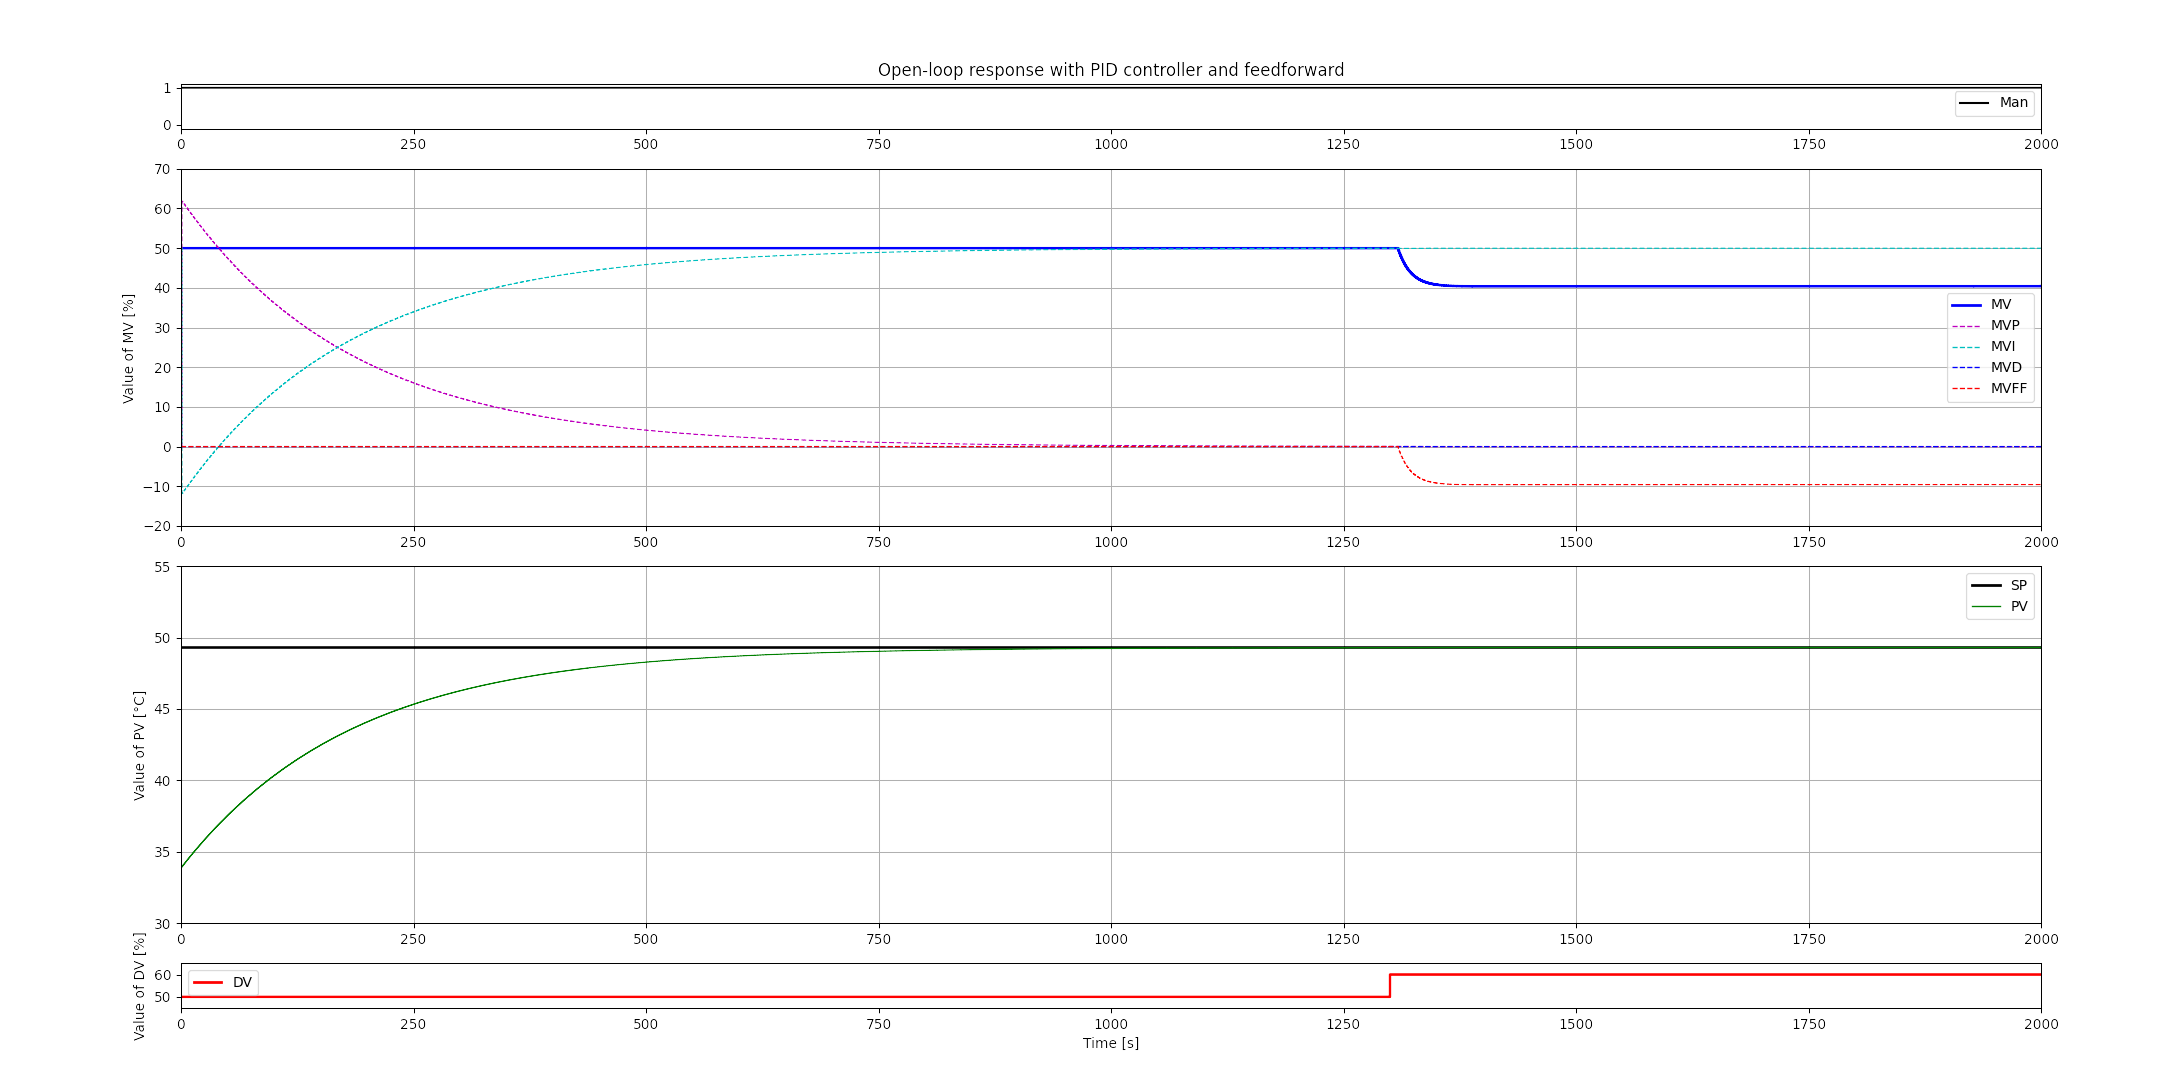 Open-loop response with PID controller and feedforward
1
0
Man
0 250 500 750 1000 1250 1500 1750 2000
Value of MV [%]
70
60
50
40
30
20
10
0
−10
−20
MV
MVP
MVI
MVD
MVFF
0 250 500 750 1000 1250 1500 1750 2000
Value of PV [°C]
55
50
45
40
35
30
SP
PV
0 250 500 750 1000 1250 1500 1750 2000
Value of DV [%]
60
50
DV
0 250 500 750 1000 1250 1500 1750 2000
Time [s]